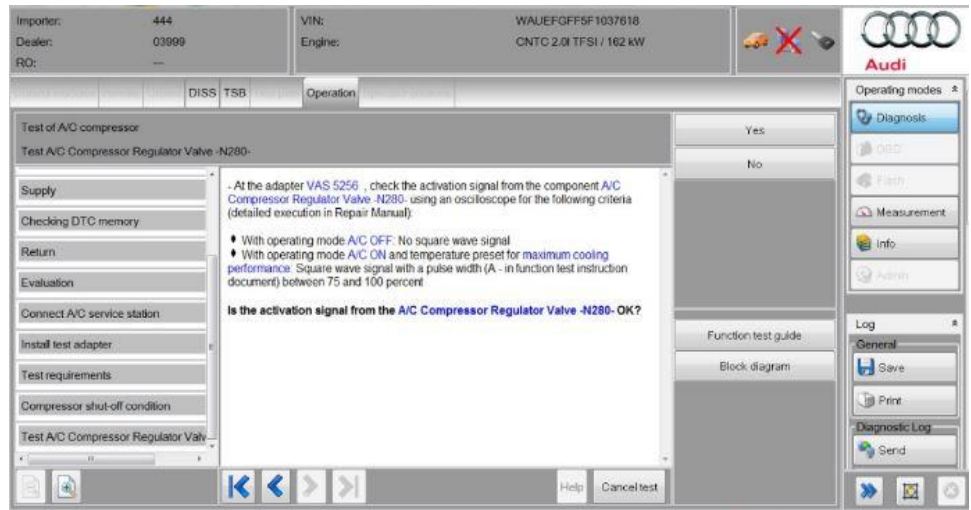 Importer:
444
Dealer:
03999
RO:
---
VIN:
WAUEFGFF5F1037618
Engine:
CNTC 2.0l TFSI / 162 kW
Audi
DISS
TSB
Operation
Operating modes
Test of A/C compressor
Test A/C Compressor Regulator Valve -N280-
Supply
Checking DTC memory
Return
Evaluation
Connect A/C service station
Install test adapter
Test requirements
Compressor shut-off condition
Test A/C Compressor Regulator Valv
- At the adapter VAS 5256 , check the activation signal from the component A/C
Compressor Regulator Valve -N280- using an osciloscope for the following criteria
(detailed execution in Repair Manual):
With operating mode A/C OFF: No square wave signal
With operating mode A/C ON and temperature preset for maximum cooling
performance: Square wave signal with a pulse width (A - in function test instruction
document) between 75 and 100 percent
Is the activation signal from the A/C Compressor Regulator Valve -N280- OK?
Help
Cancel test
Yes
No
Function test guide
Block diagram
Diagnosis
OBD
Flash
Measurement
Info
Admin
Log
General
Save
Print
Diagnostic Log
Send